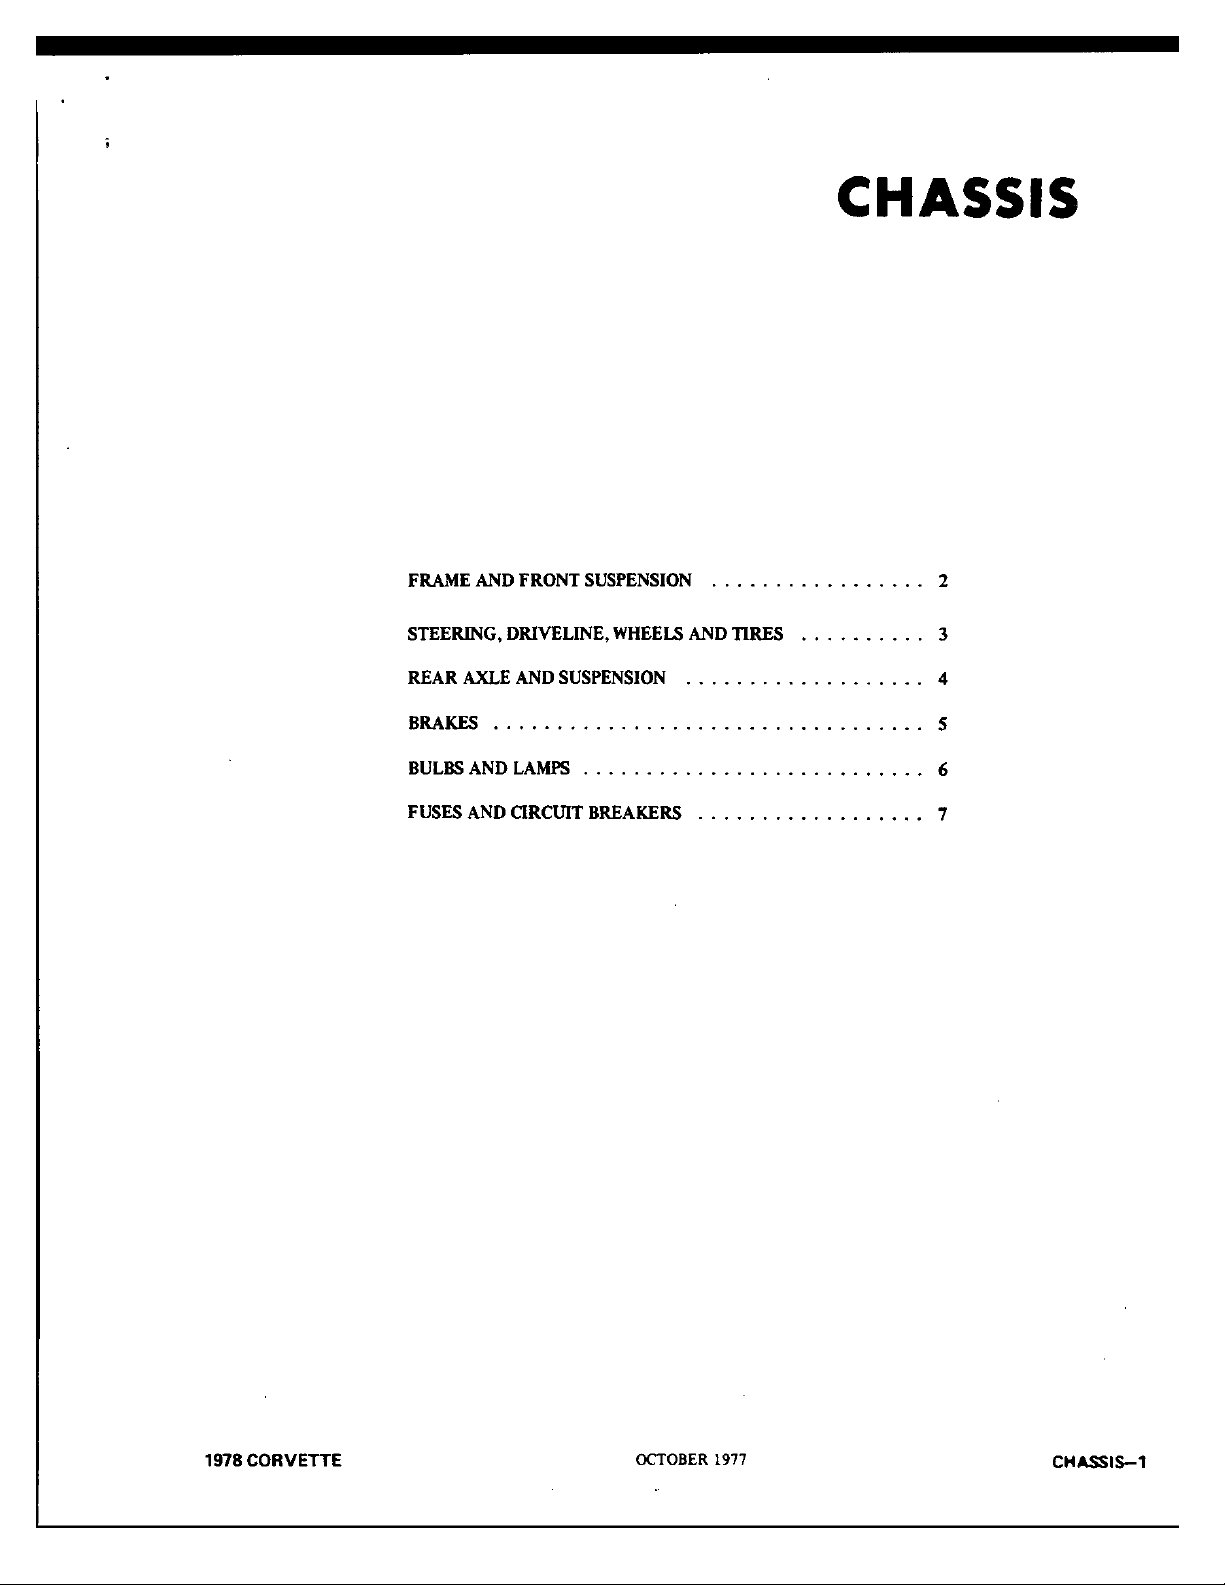 CHASSIS
FRAME AND FRONT SUSPENSION . . . . . . . . . . . . . . . . . 2
STEERING, DRIVELINE, WHEELS AND TIRES . . . . . . . . . . 3
REAR AXLE AND SUSPENSION . . . . . . . . . . . . . . . . . . . 4
BRAKES . . . . . . . . . . . . . . . . . . . . . . . . . . . . . . . . . . 5
BULBS AND LAMPS . . . . . . . . . . . . . . . . . . . . . . . . . . . 6
FUSES AND CIRCUIT BREAKERS . . . . . . . . . . . . . . . . . . 7
1978 CORVETTE OCTOBER 1977 CHASSIS–1